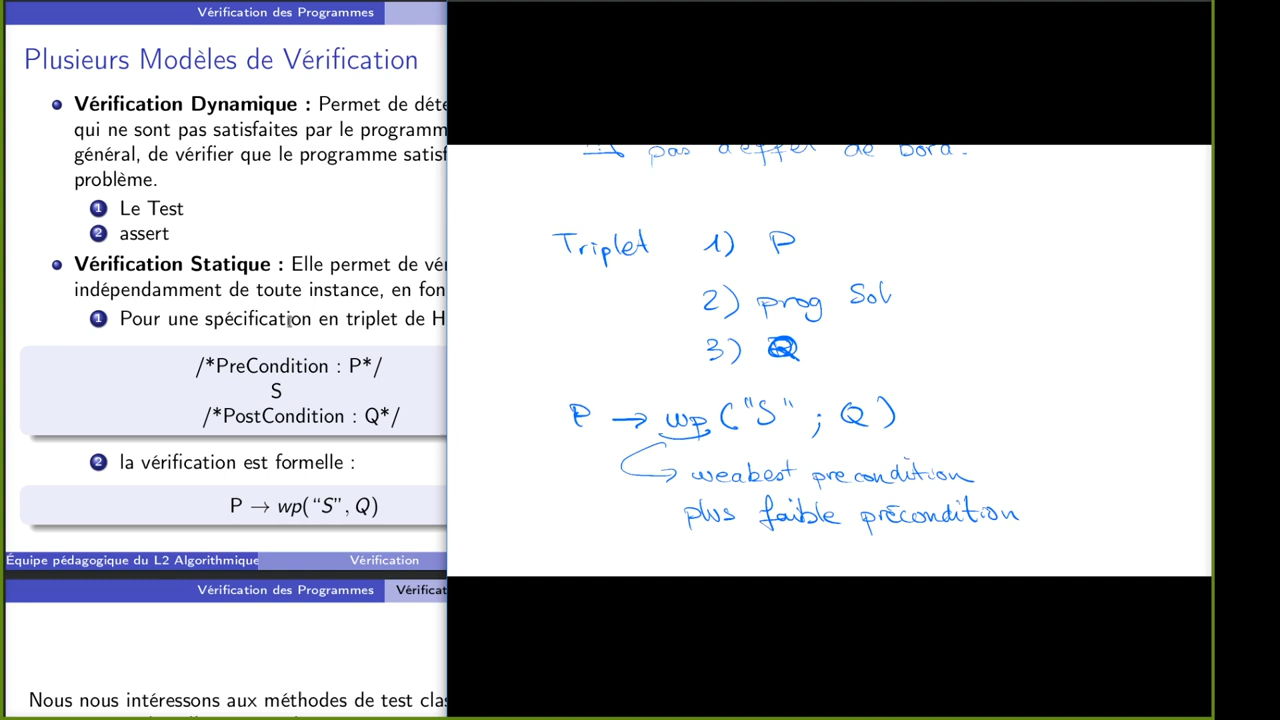 Vérification des Programmes
Plusieurs Modèles de Vérification
Vérification Dynamique : Permet de déte
qui ne sont pas satisfaites par le programm
général, de vérifier que le programme satisf
problème.
1 Le Test
2 assert
Vérification Statique : Elle permet de vér
indépendamment de toute instance, en fon
1 Pour une spécification en triplet de H
/*PreCondition : P*/
S
/*PostCondition : Q*/
2 la vérification est formelle :
P → wp("S", Q)
Équipe pédagogique du L2 Algorithmique Vérification
Vérification des Programmes Vérificat
Nous nous intéressons aux méthodes de test clas
pas d'effet de bord.
Triplet 1) P
2) prog Sol
3) Q
P → wp ("S" ; Q)
→ weakest precondition
plus faible précondition